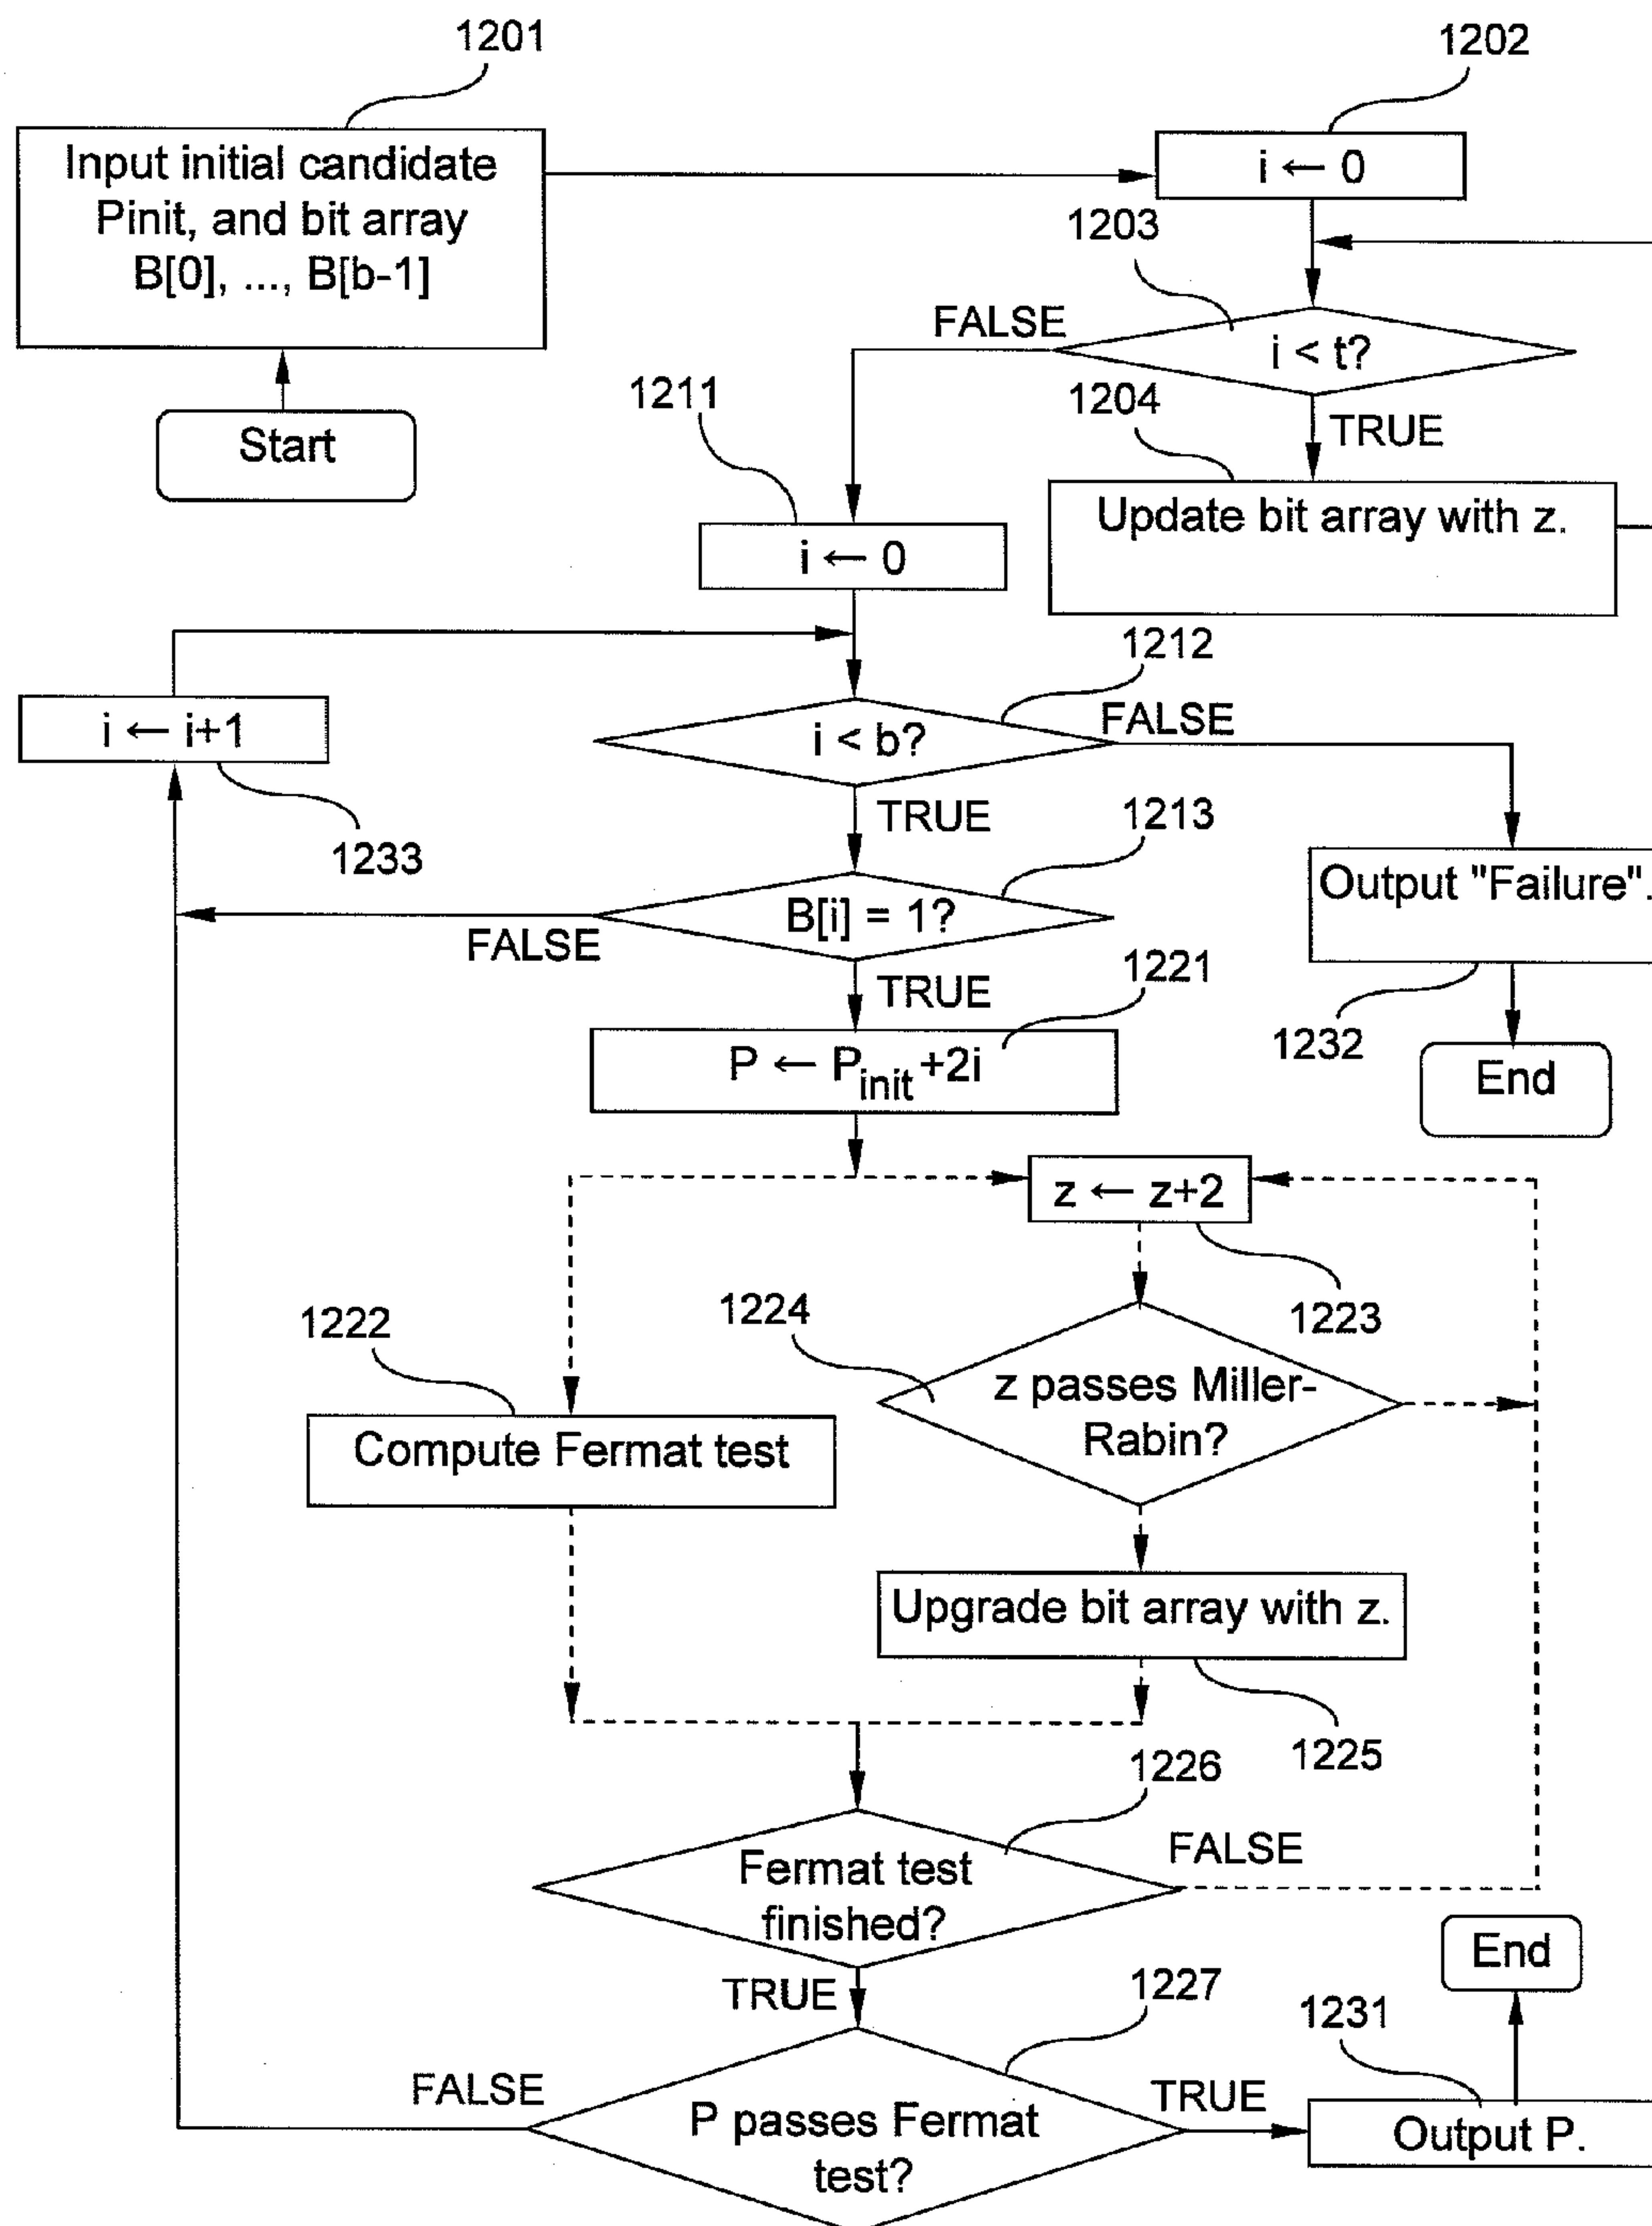 1201
1202
Input initial candidate
Pinit, and bit array
B[0], ..., B[b-1]
i ← 0
1203
FALSE
i < t?
1211
1204
TRUE
Start
Update bit array with z.
i ← 0
1212
i ← i+1
i < b?
FALSE
TRUE
1213
1233
Output "Failure".
B[i] = 1?
FALSE
1221
TRUE
1232
P ← Pinit +2i
End
z ← z+2
1222
1224
1223
z passes Miller-
Rabin?
Compute Fermat test
Upgrade bit array with z.
1225
1226
FALSE
Fermat test
finished?
End
TRUE
1227
1231
FALSE
TRUE
P passes Fermat
test?
Output P.